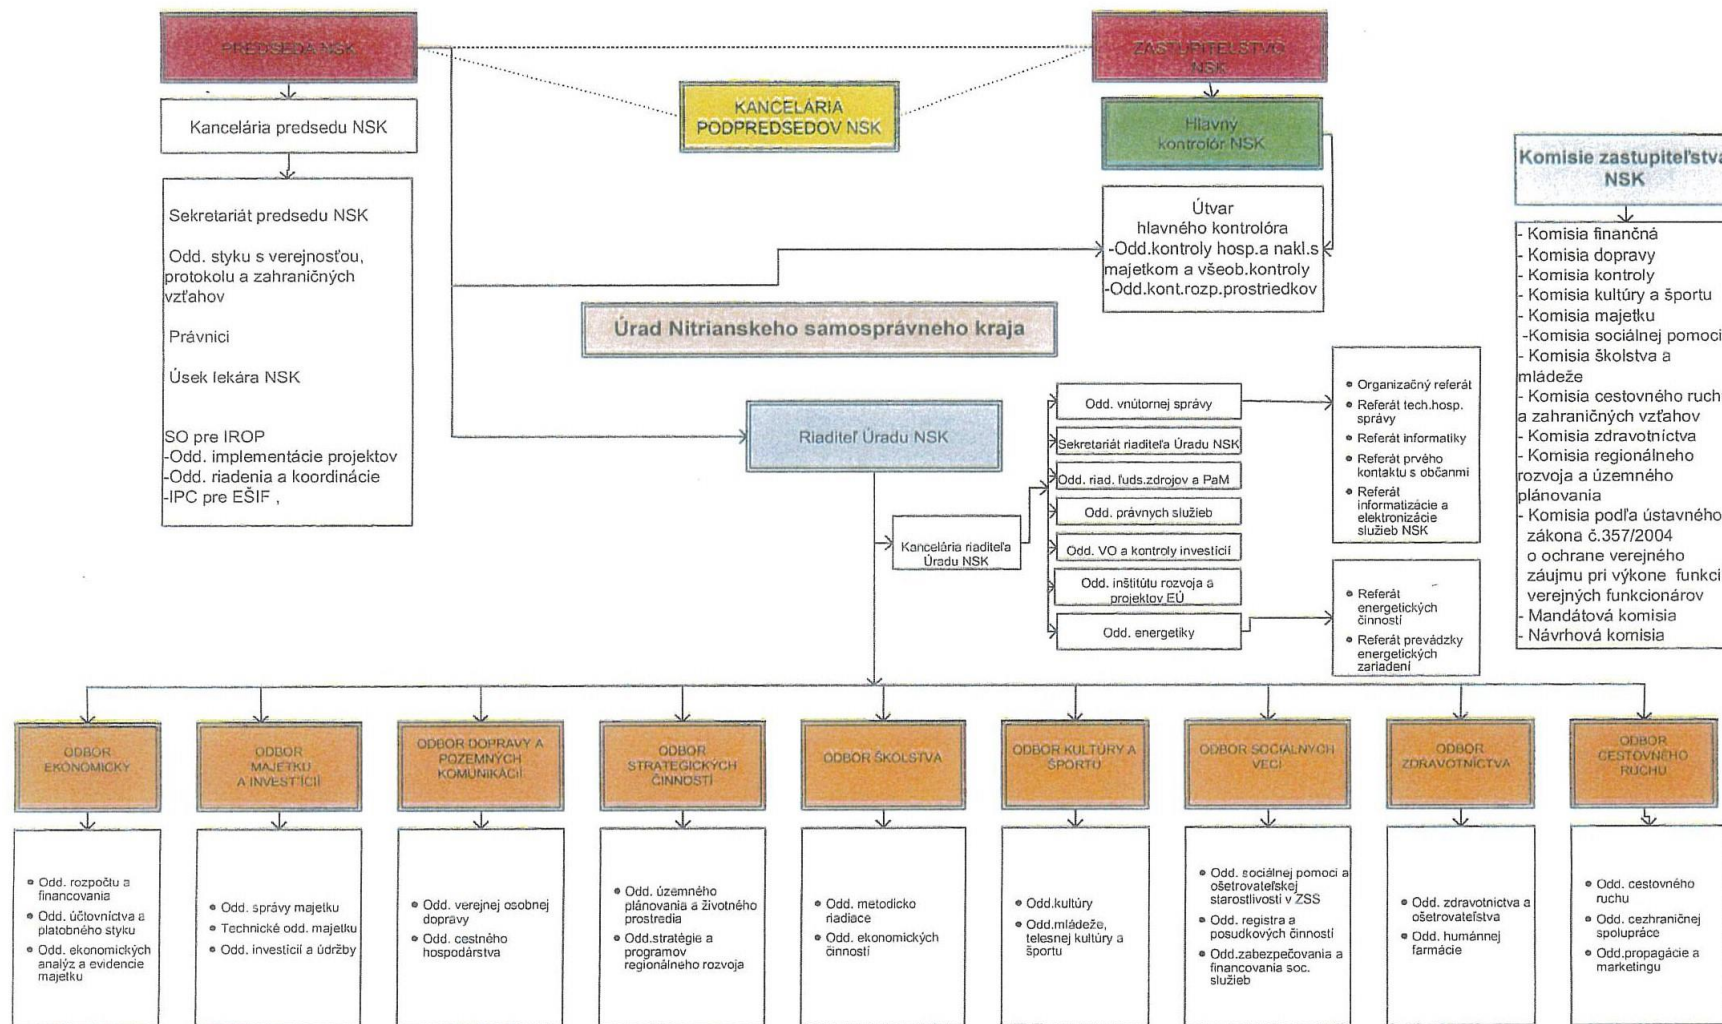 PREDSEDA NSK
ZASTUPITEĽSTVO
NSK
KANCELÁRIA
PODPREDSEDOV NSK
Kancelária predsedu NSK
Hlavný
kontrolór NSK
Komisie zastupiteľstva
NSK
Sekretariát predsedu NSK
Odd. styku s verejnosťou,
protokolu a zahraničných
vzťahov
Právnici
Úsek lekára NSK
SO pre IROP
-Odd. implementácie projektov
-Odd. riadenia a koordinácie
-IPC pre EŠIF ,
Útvar
hlavného kontrolóra
-Odd.kontroly hosp.a nakl.s
majetkom a všeob.kontroly
-Odd.kont.rozp.prostriedkov
- Komisia finančná
- Komisia dopravy
- Komisia kontroly
- Komisia kultúry a športu
- Komisia majetku
-Komisia sociálnej pomoci
- Komisia školstva a
mládeže
- Komisia cestovného ruch
a zahraničných vzťahov
- Komisia zdravotníctva
- Komisia regionálneho
rozvoja a územného
plánovania
- Komisia podľa ústavného
zákona č.357/2004
o ochrane verejného
záujmu pri výkone funkci
verejných funkcionárov
- Mandátová komisia
- Návrhová komisia
Úrad Nitrianskeho samosprávneho kraja
Riaditeľ Úradu NSK
Kancelária riaditeľa
Úradu NSK
Odd. vnútornej správy
Sekretariát riaditeľa Úradu NSK
Odd. riad. ľuds.zdrojov a PaM
Odd. právnych služieb
Odd. VO a kontroly investícií
Odd. inštitútu rozvoja a
projektov EÚ
Odd. energetiky
• Organizačný referát
• Referát tech.hosp.
správy
• Referát informatiky
• Referát prvého
kontaktu s občanmi
• Referát
informatizácie a
elektronizácie
služieb NSK
• Referát
energetických
činností
• Referát prevádzky
energetických
zariadení
ODBOR
EKONOMICKÝ
ODBOR
MAJETKU
A INVESTÍCIÍ
ODBOR DOPRAVY A
POZEMNÝCH
KOMUNIKÁCIÍ
ODBOR
STRATEGICKÝCH
ČINNOSTÍ
ODBOR ŠKOLSTVA
ODBOR KULTÚRY A
ŠPORTU
ODBOR SOCIÁLNYCH
VECÍ
ODBOR
ZDRAVOTNÍCTVA
ODBOR
CESTOVNÉHO
RUCHU
• Odd. rozpočtu a
financovania
• Odd. účtovníctva a
platobného styku
• Odd. ekonomických
analýz a evidencie
majetku
• Odd. správy majetku
• Technické odd. majetku
• Odd. investícií a údržby
• Odd. verejnej osobnej
dopravy
• Odd. cestného
hospodárstva
• Odd. územného
plánovania a životného
prostredia
• Odd.stratégie a
programov
regionálneho rozvoja
• Odd. metodicko
riadiace
• Odd. ekonomických
činností
• Odd.kultúry
• Odd.mládeže,
telesnej kultúry a
športu
• Odd. sociálnej pomoci a
ošetrovateľskej
starostlivosti v ZSS
• Odd. registra a
posudkových činností
• Odd.zabezpečovania a
financovania soc.
služieb
• Odd. zdravotnictva a
ošetrovateľstva
• Odd. humánnej
farmácie
• Odd. cestovného
ruchu
• Odd. cezhraničnej
spolupráce
• Odd.propagácie a
marketingu